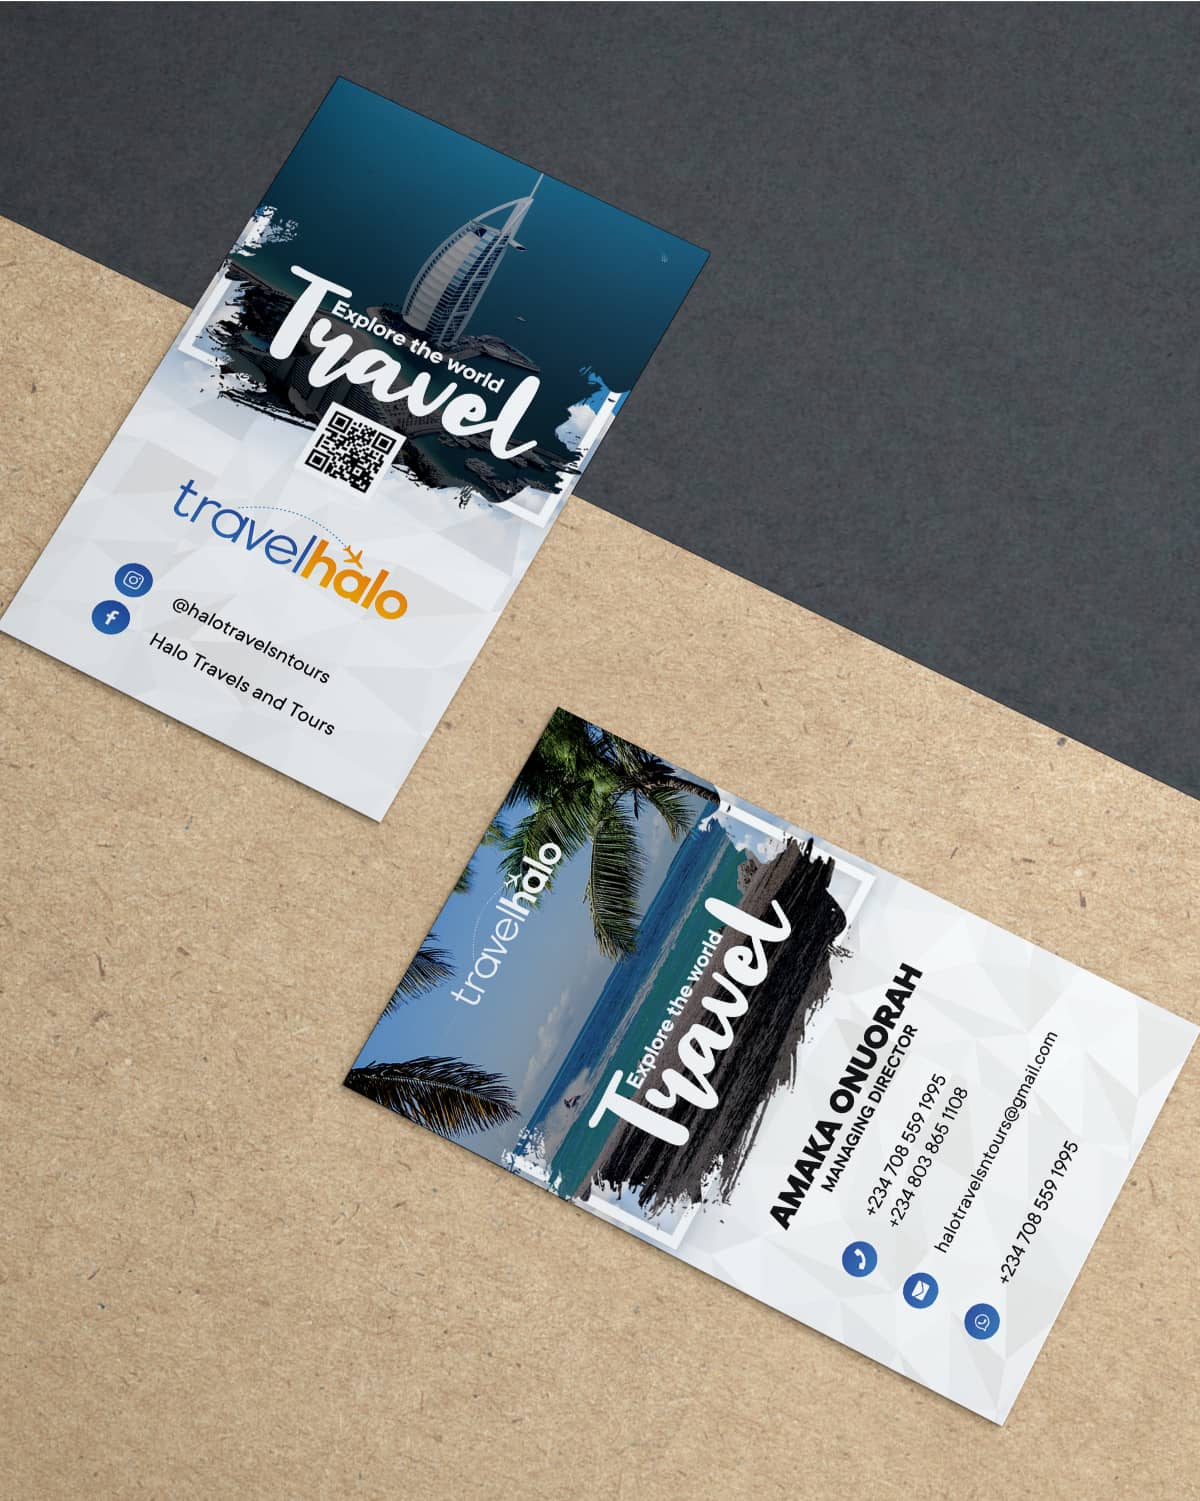 Explore the world
Travel
travelhalo
@halotravelsntours
Halo Travels and Tours
travelhalo
Explore the world
Travel
AMAKA ONUORAH
MANAGING DIRECTOR
+234 708 559 1995
+234 803 865 1108
halotravelsntours@gmail.com
+234 708 559 1995